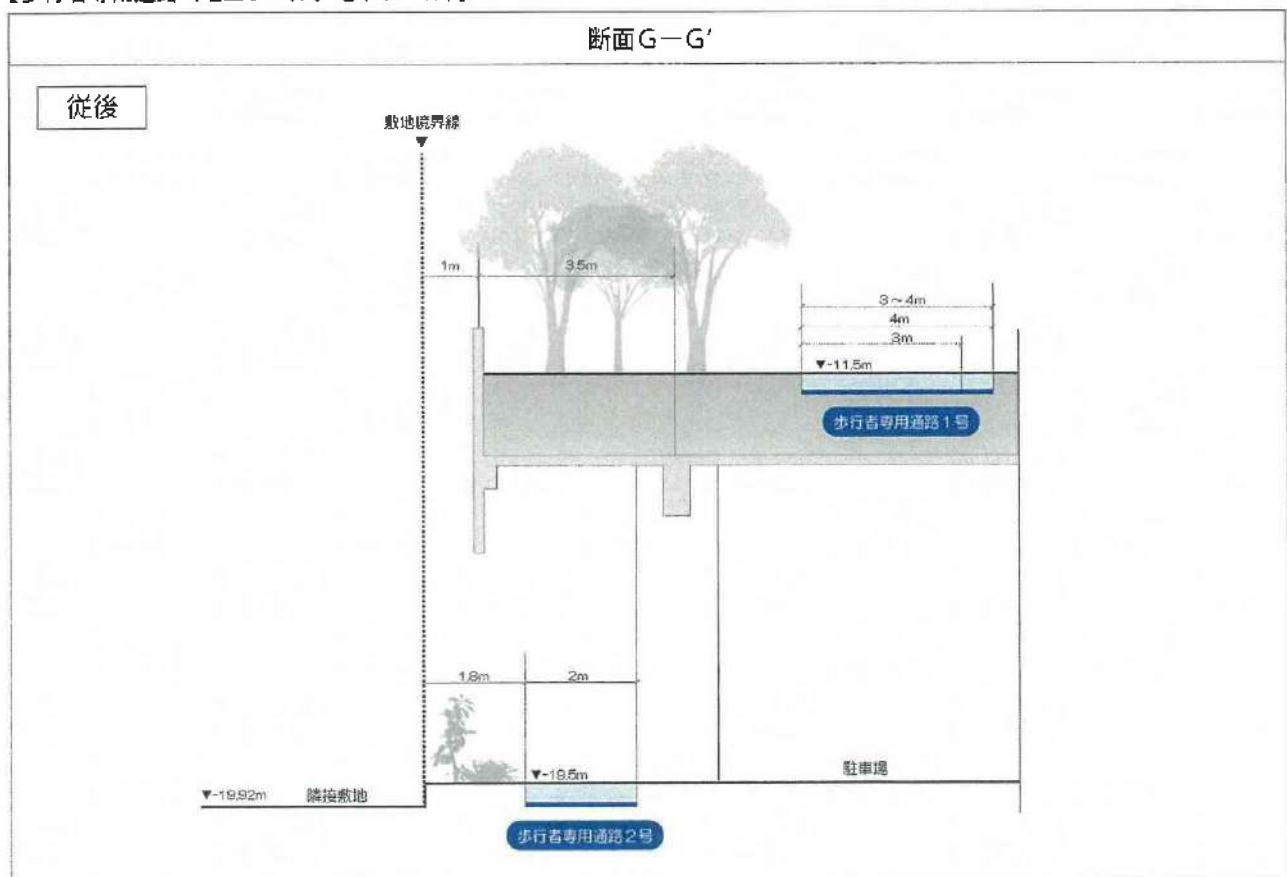 断面G－G′
従後
敷地境界線
1m
3.5m
3～4m
4m
3m
▼-11.5m
歩行者専用通路1号
1.8m
2m
▼-19.5m
駐車場
▼-19.92m 隣接敷地
歩行者専用通路2号